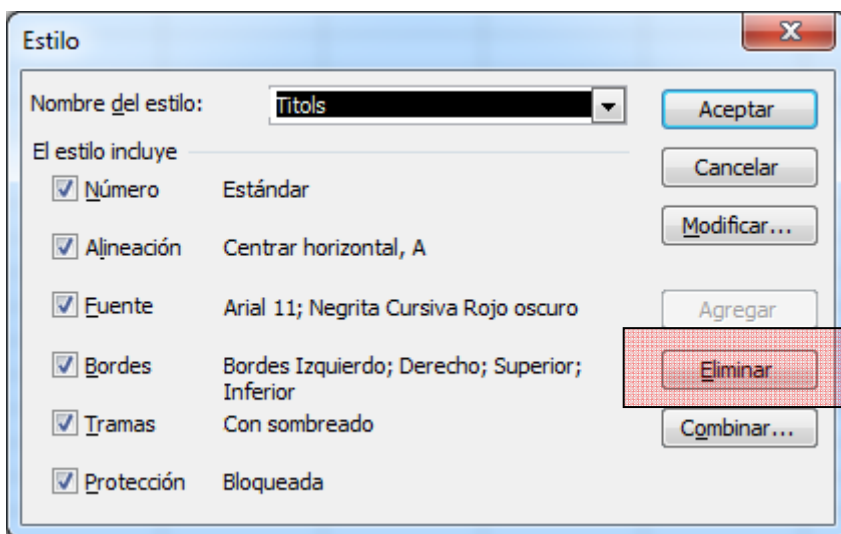 Estilo
Nombre del estilo: Titols Aceptar
El estilo incluye Cancelar
Número Estándar
Modificar...
Alineación Centrar horizontal, A
Fuente Arial 11; Negrita Cursiva Rojo oscuro Agregar
Bordes Bordes Izquierdo; Derecho; Superior; Eliminar
Inferior
Tramas Con sombreado Combinar...
Protección Bloqueada